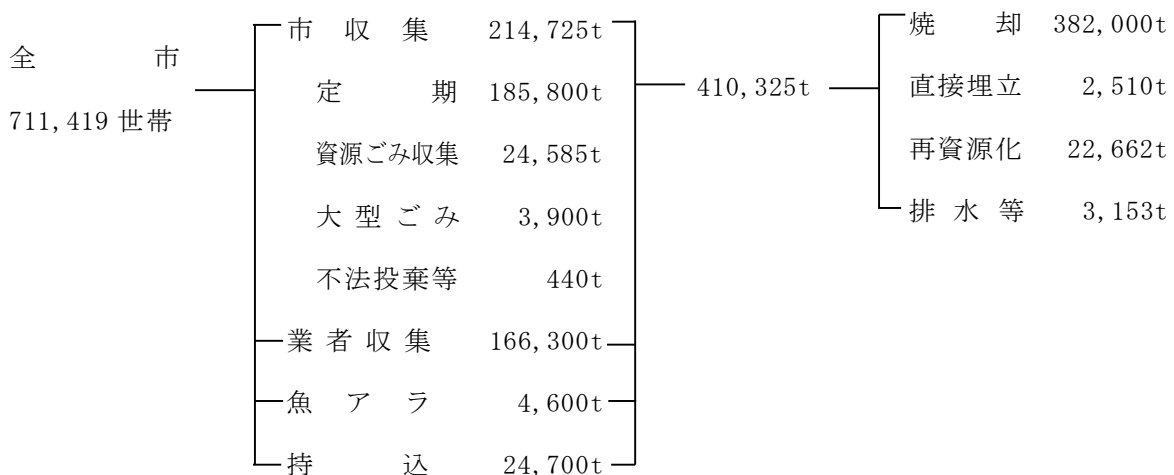 全市
711,419 世帯
市収集 214,725t
定期 185,800t
資源ごみ収集 24,585t
大型ごみ 3,900t
不法投棄等 440t
業者収集 166,300t
魚アラ 4,600t
持込 24,700t
410,325t
焼却 382,000t
直接埋立 2,510t
再資源化 22,662t
排水等 3,153t